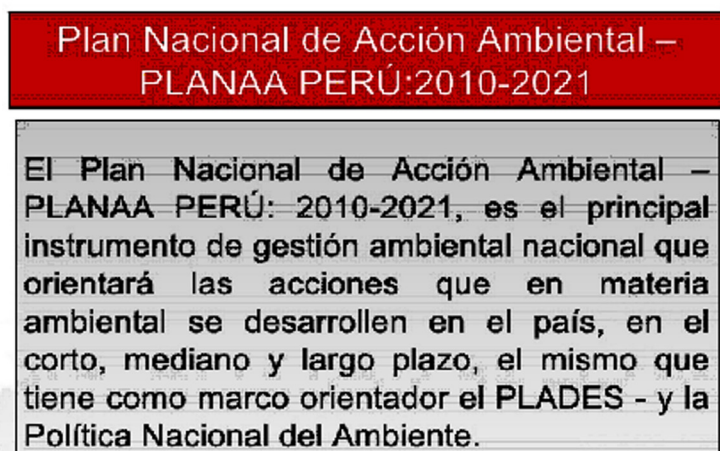 Plan Nacional de Acción Ambiental –
PLANAA PERÚ:2010-2021
El Plan Nacional de Acción Ambiental –
PLANAA PERÚ: 2010-2021, es el principal
instrumento de gestión ambiental nacional que
orientará las acciones que en materia
ambiental se desarrollen en el país, en el
corto, mediano y largo plazo, el mismo que
tiene como marco orientador el PLADES - y la
Política Nacional del Ambiente.